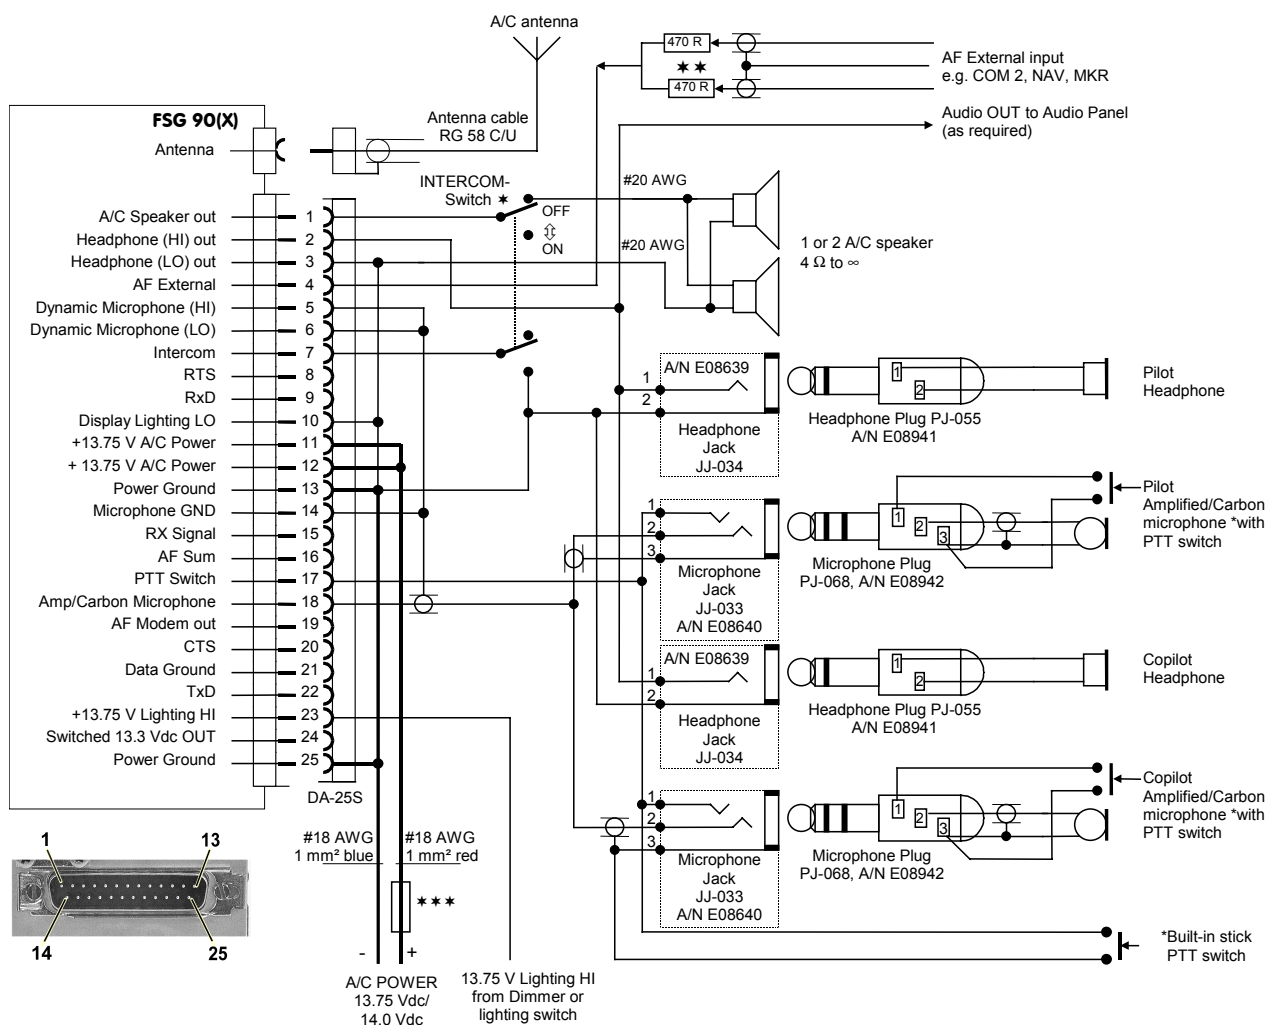 A/C antenna
470 R
★ ★
470 R
AF External input
e.g. COM 2, NAV, MKR
FSG 90(X)
Antenna
Antenna cable
RG 58 C/U
Audio OUT to Audio Panel
(as required)
INTERCOM-
Switch ★
OFF
ON
#20 AWG
#20 AWG
1 or 2 A/C speaker
4 Ω to ∞
A/C Speaker out 1
Headphone (HI) out 2
Headphone (LO) out 3
AF External 4
Dynamic Microphone (HI) 5
Dynamic Microphone (LO) 6
Intercom 7
RTS 8
RxD 9
Display Lighting LO 10
+13.75 V A/C Power 11
+ 13.75 V A/C Power 12
Power Ground 13
Microphone GND 14
RX Signal 15
AF Sum 16
PTT Switch 17
Amp/Carbon Microphone 18
AF Modem out 19
CTS 20
Data Ground 21
TxD 22
+13.75 V Lighting HI 23
Switched 13.3 Vdc OUT 24
Power Ground 25
DA-25S
A/N E08639
1
2
Headphone
Jack
JJ-034
1
2
Headphone Plug PJ-055
A/N E08941
Pilot
Headphone
1
2
3
Microphone
Jack
JJ-033
A/N E08640
1
2
3
Microphone Plug
PJ-068, A/N E08942
Pilot
Amplified/Carbon
microphone *with
PTT switch
A/N E08639
1
2
Headphone
Jack
JJ-034
1
2
Headphone Plug PJ-055
A/N E08941
Copilot
Headphone
1
2
3
Microphone
Jack
JJ-033
A/N E08640
1
2
3
Microphone Plug
PJ-068, A/N E08942
Copilot
Amplified/Carbon
microphone *with
PTT switch
*Built-in stick
PTT switch
#18 AWG
1 mm² blue
#18 AWG
1 mm² red
★★★
- +
A/C POWER
13.75 Vdc/
14.0 Vdc
13.75 V Lighting HI
from Dimmer or
lighting switch
1 13
14 25